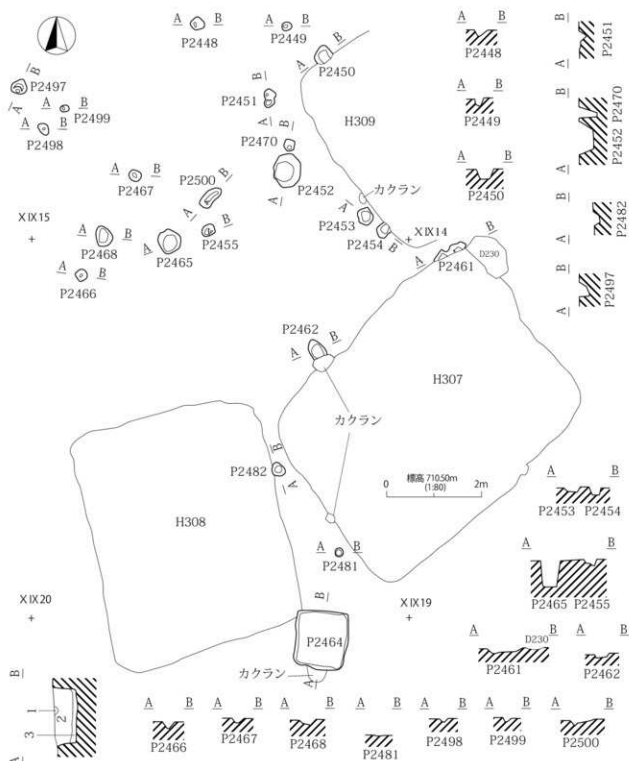 A B
P2448
A B
P2449
A B
P2450
B
P2497
A
A B
P2499
A B
P2498
B
P2451
A
B
P2470
P2452
A
H309
カクラン
A
P2453
P2454
B
XⅨ14
A B
P2467
P2500
B
A
P2455
B
XⅨ15
A B
P2468
A
P2465
A B
P2466
A
P2461
B
D230
P2462
A B
カクラン
H307
B
P2482
A
H308
標高 710.50m
(1:80)
0 2m
A B
P2481
XⅨ20
XⅨ19
B
P2464
カクラン
A
A B
P2448
A B
P2449
A B
P2450
B
P2451
A
B
P2470
P2452
A
B
P2482
A
B
P2497
A
A B
P2453 P2454
A B
P2465 P2455
A D230 B
P2461
A B
P2462
B
1
2
3
A
A B
P2466
A B
P2467
A B
P2468
A B
P2481
A B
P2498
A B
P2499
A B
P2500